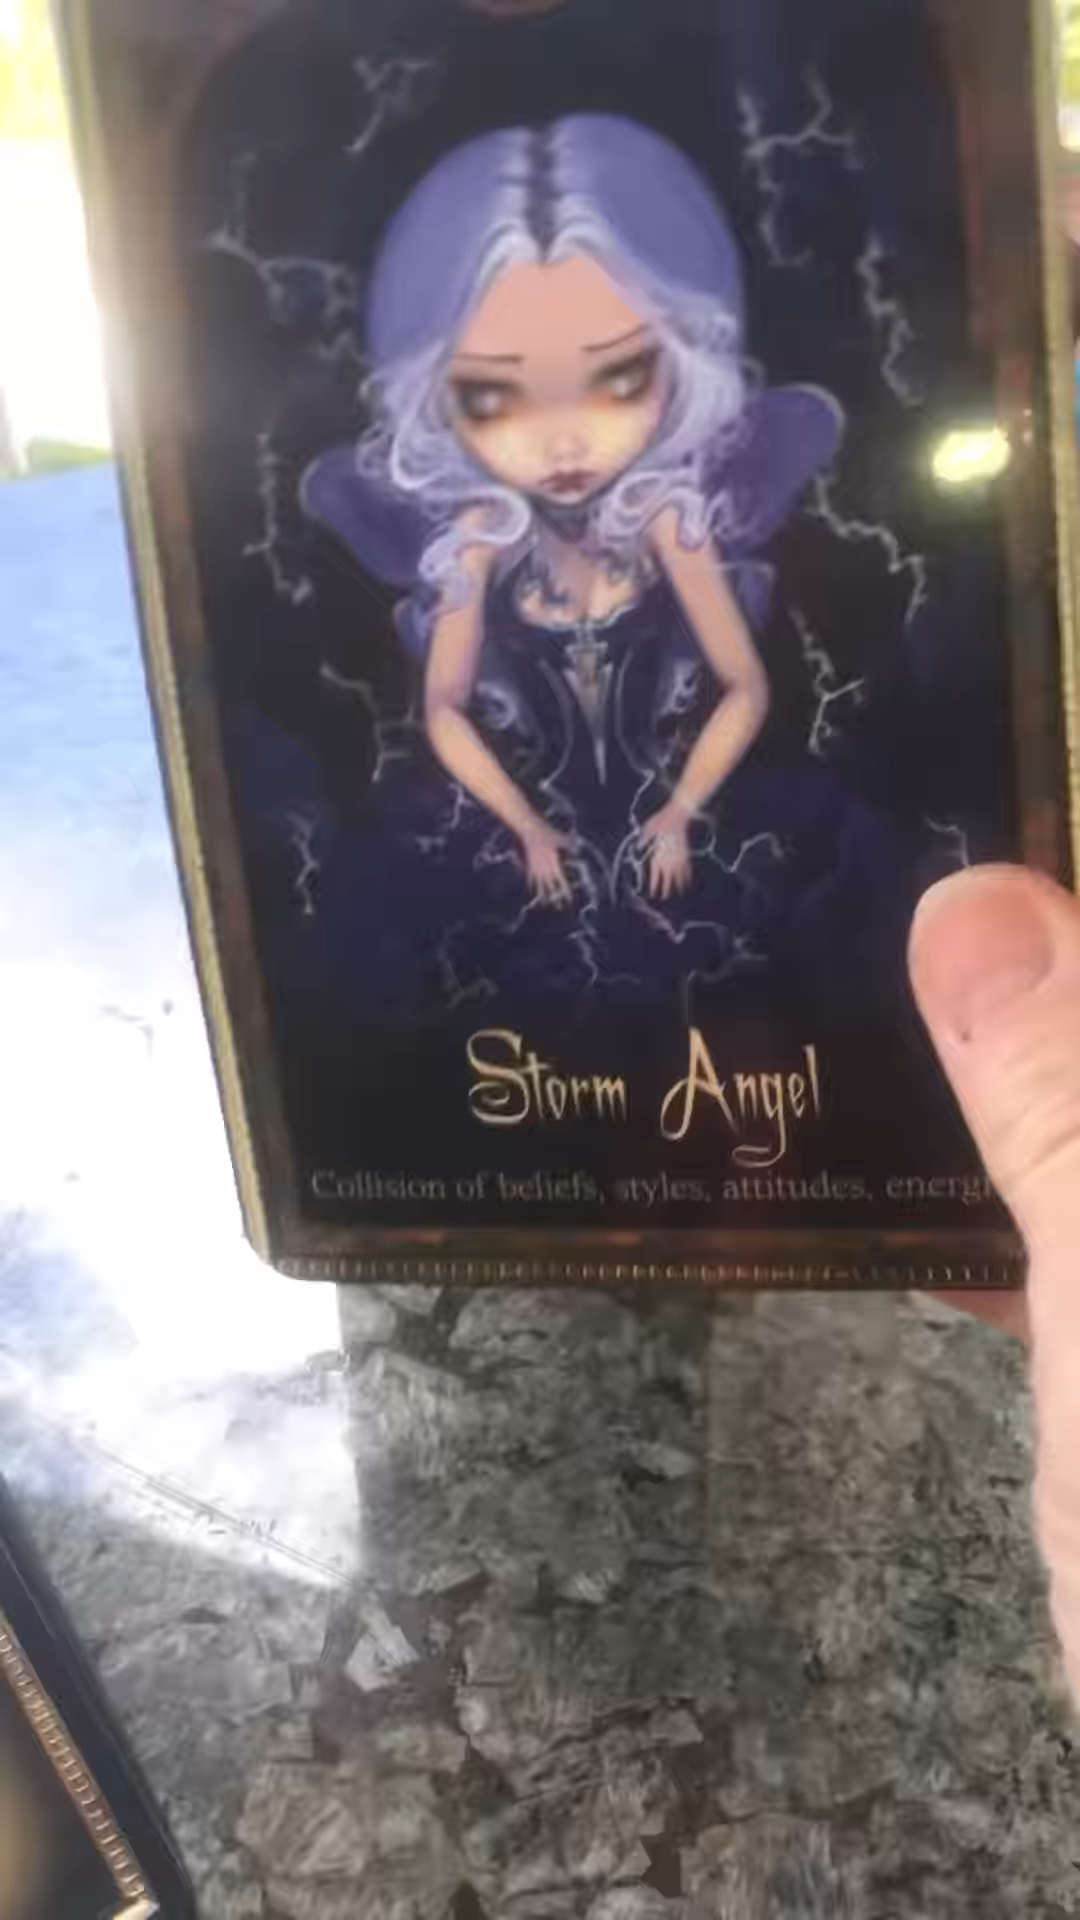 Storm Angel
Collision of beliefs, styles, attitudes,